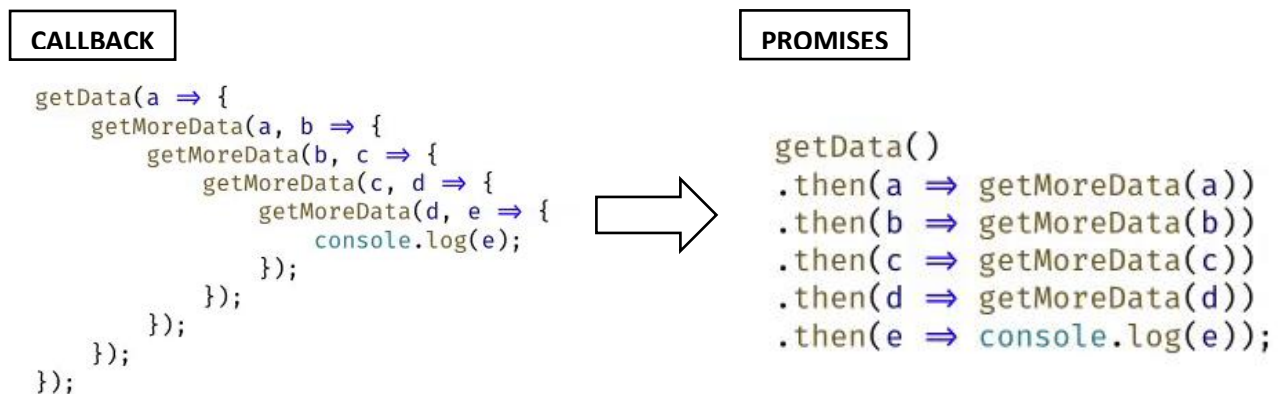 CALLBACK
getData(a => {
    getMoreData(a, b => {
        getMoreData(b, c => {
            getMoreData(c, d => {
                getMoreData(d, e => {
                    console.log(e);
                });
            });
        });
    });
});
PROMISES
getData()
.then(a => getMoreData(a))
.then(b => getMoreData(b))
.then(c => getMoreData(c))
.then(d => getMoreData(d))
.then(e => console.log(e));